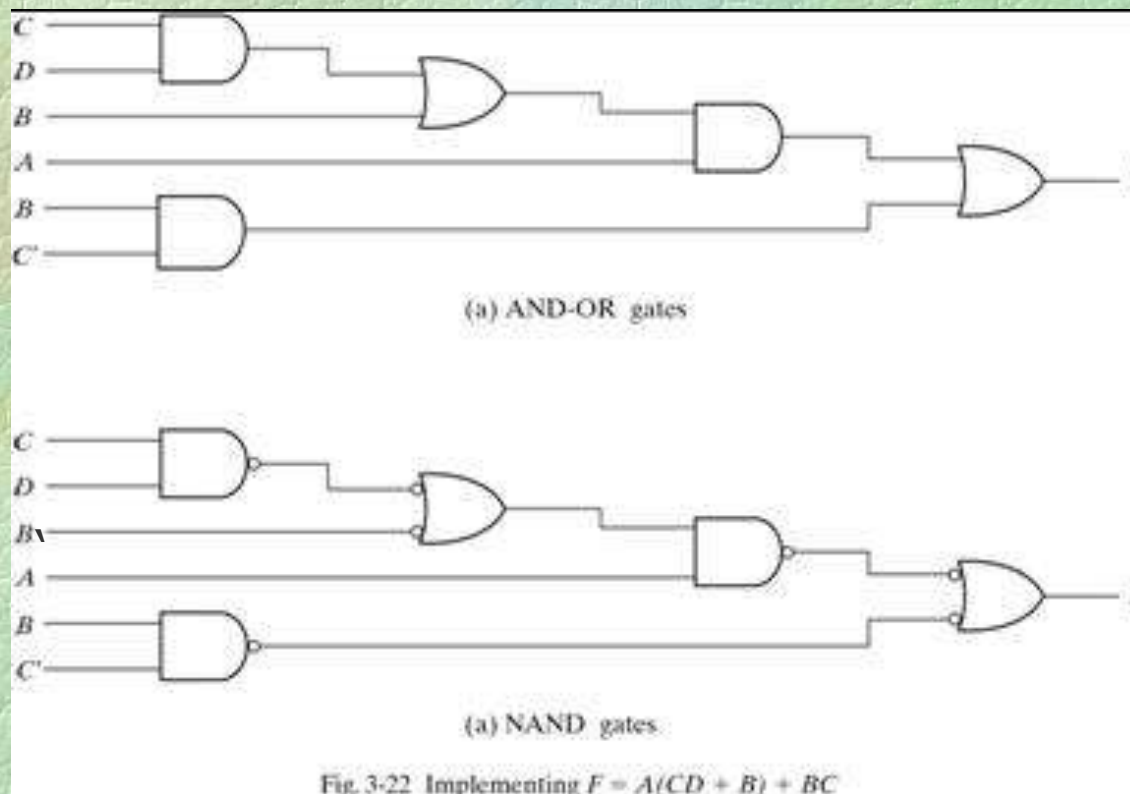 C
D
B
A
B
C'
(a) AND-OR gates
C
D
B`
A
B
C'
(a) NAND gates
Fig. 3-22 Implementing F = A(CD + B) + BC